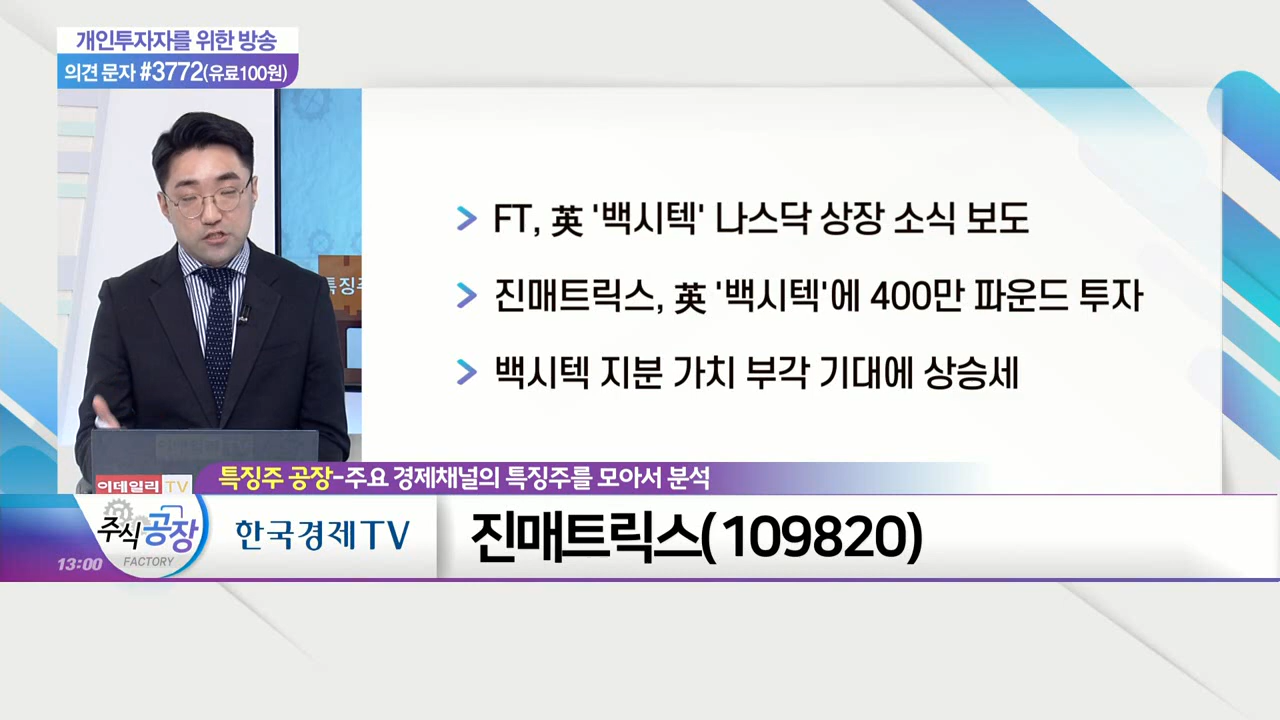 개인투자자를 위한 방송
의견 문자 #3772(유료100원)
특징주
FT, 英 '백시텍' 나스닥 상장 소식 보도
진매트릭스, 英 '백시텍'에 400만 파운드 투자
백시텍 지분 가치 부각 기대에 상승세
이데일리 TV
특징주 공장-주요 경제채널의 특징주를 모아서 분석
주식공장
FACTORY
13:00
한국경제TV
진매트릭스(109820)